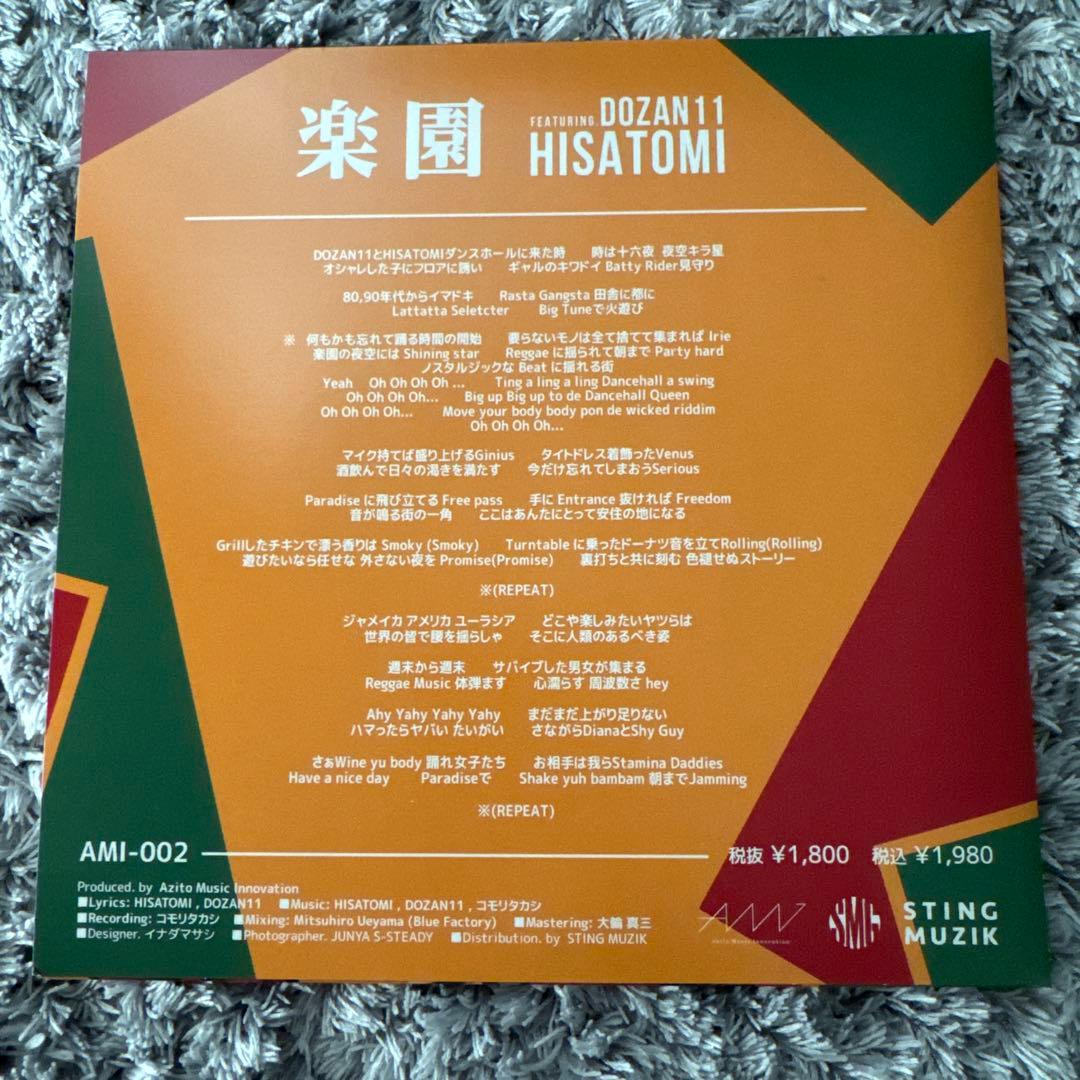 楽園 FEATURING. DOZAN11
HISATOMI
DOZAN11とHISATOMIダンスホールに来た時 時は十六夜 夜空キラ星
オシャレした子にフロアに誘い ギャルのキワドイ Batty Rider見守り
80,90年代からイマドキ Rasta Gangsta 田舎に都に
Lattatta Seletcter Big Tuneで火遊び
※ 何もかも忘れて踊る時間の開始 要らないモノは全て捨てて集まれば Irie
楽園の夜空には Shining star Reggae に揺られて朝まで Party hard
ノスタルジックな Beat に揺れる街
Yeah Oh Oh Oh Oh ... Ting a ling a ling Dancehall a swing
Oh Oh Oh Oh... Big up Big up to de Dancehall Queen
Oh Oh Oh Oh... Move your body body pon de wicked riddim
Oh Oh Oh Oh...
マイク持てば盛り上げるGinius タイトドレス着飾ったVenus
酒飲んで日々の渇きを満たす 今だけ忘れてしまおうSerious
Paradise に飛び立てる Free pass 手に Entrance 抜ければ Freedom
音が鳴る街の一角 ここはあんたにとって安住の地になる
Grillしたチキンで漂う香りは Smoky (Smoky) Turntable に乗ったドーナツ音を立てRolling(Rolling)
遊びたいなら任せな 外さない夜を Promise(Promise) 裏打ちと共に刻む 色褪せぬストーリー
※(REPEAT)
ジャメイカ アメリカ ユーラシア どこや楽しみたいヤツらは
世界の皆で腰を揺らしゃ そこに人類のあるべき姿
週末から週末 サバイブした男女が集まる
Reggae Music 体弾ます 心濡らす 周波数さ hey
Ahy Yahy Yahy Yahy まだまだ上がり足りない
ハマったらヤバい たいがい さながらDianaとShy Guy
さぁWine yu body 踊れ女子たち お相手は我らStamina Daddies
Have a nice day Paradiseで Shake yuh bambam 朝までJamming
※(REPEAT)
AMI-002 税抜 ¥1,800 税込 ¥1,980
Produced. by Azito Music Innovation
■Lyrics: HISATOMI , DOZAN11 ■Music: HISATOMI , DOZAN11 , コモリタカシ
■Recording: コモリタカシ ■Mixing: Mitsuhiro Ueyama (Blue Factory) ■Mastering: 大輪 真三
■Designer. イナダマサシ ■Photographer. JUNYA S-STEADY ■Distribution. by STING MUZIK
Azito Music Innovation
STING
MUZIK